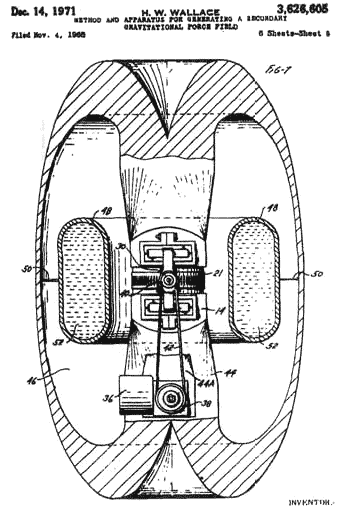 Dec. 14, 1971 H. W. WALLACE 3,626,605
METHOD AND APPARATUS FOR GENERATING A SECONDARY
GRAVITATIONAL FORCE FIELD
Filed Nov. 4, 1968 6 Sheets-Sheet 5
FIG-7
48 48
30
50 21 50
14
52 42 52
46 44
44A
36 38
INVENTOR.